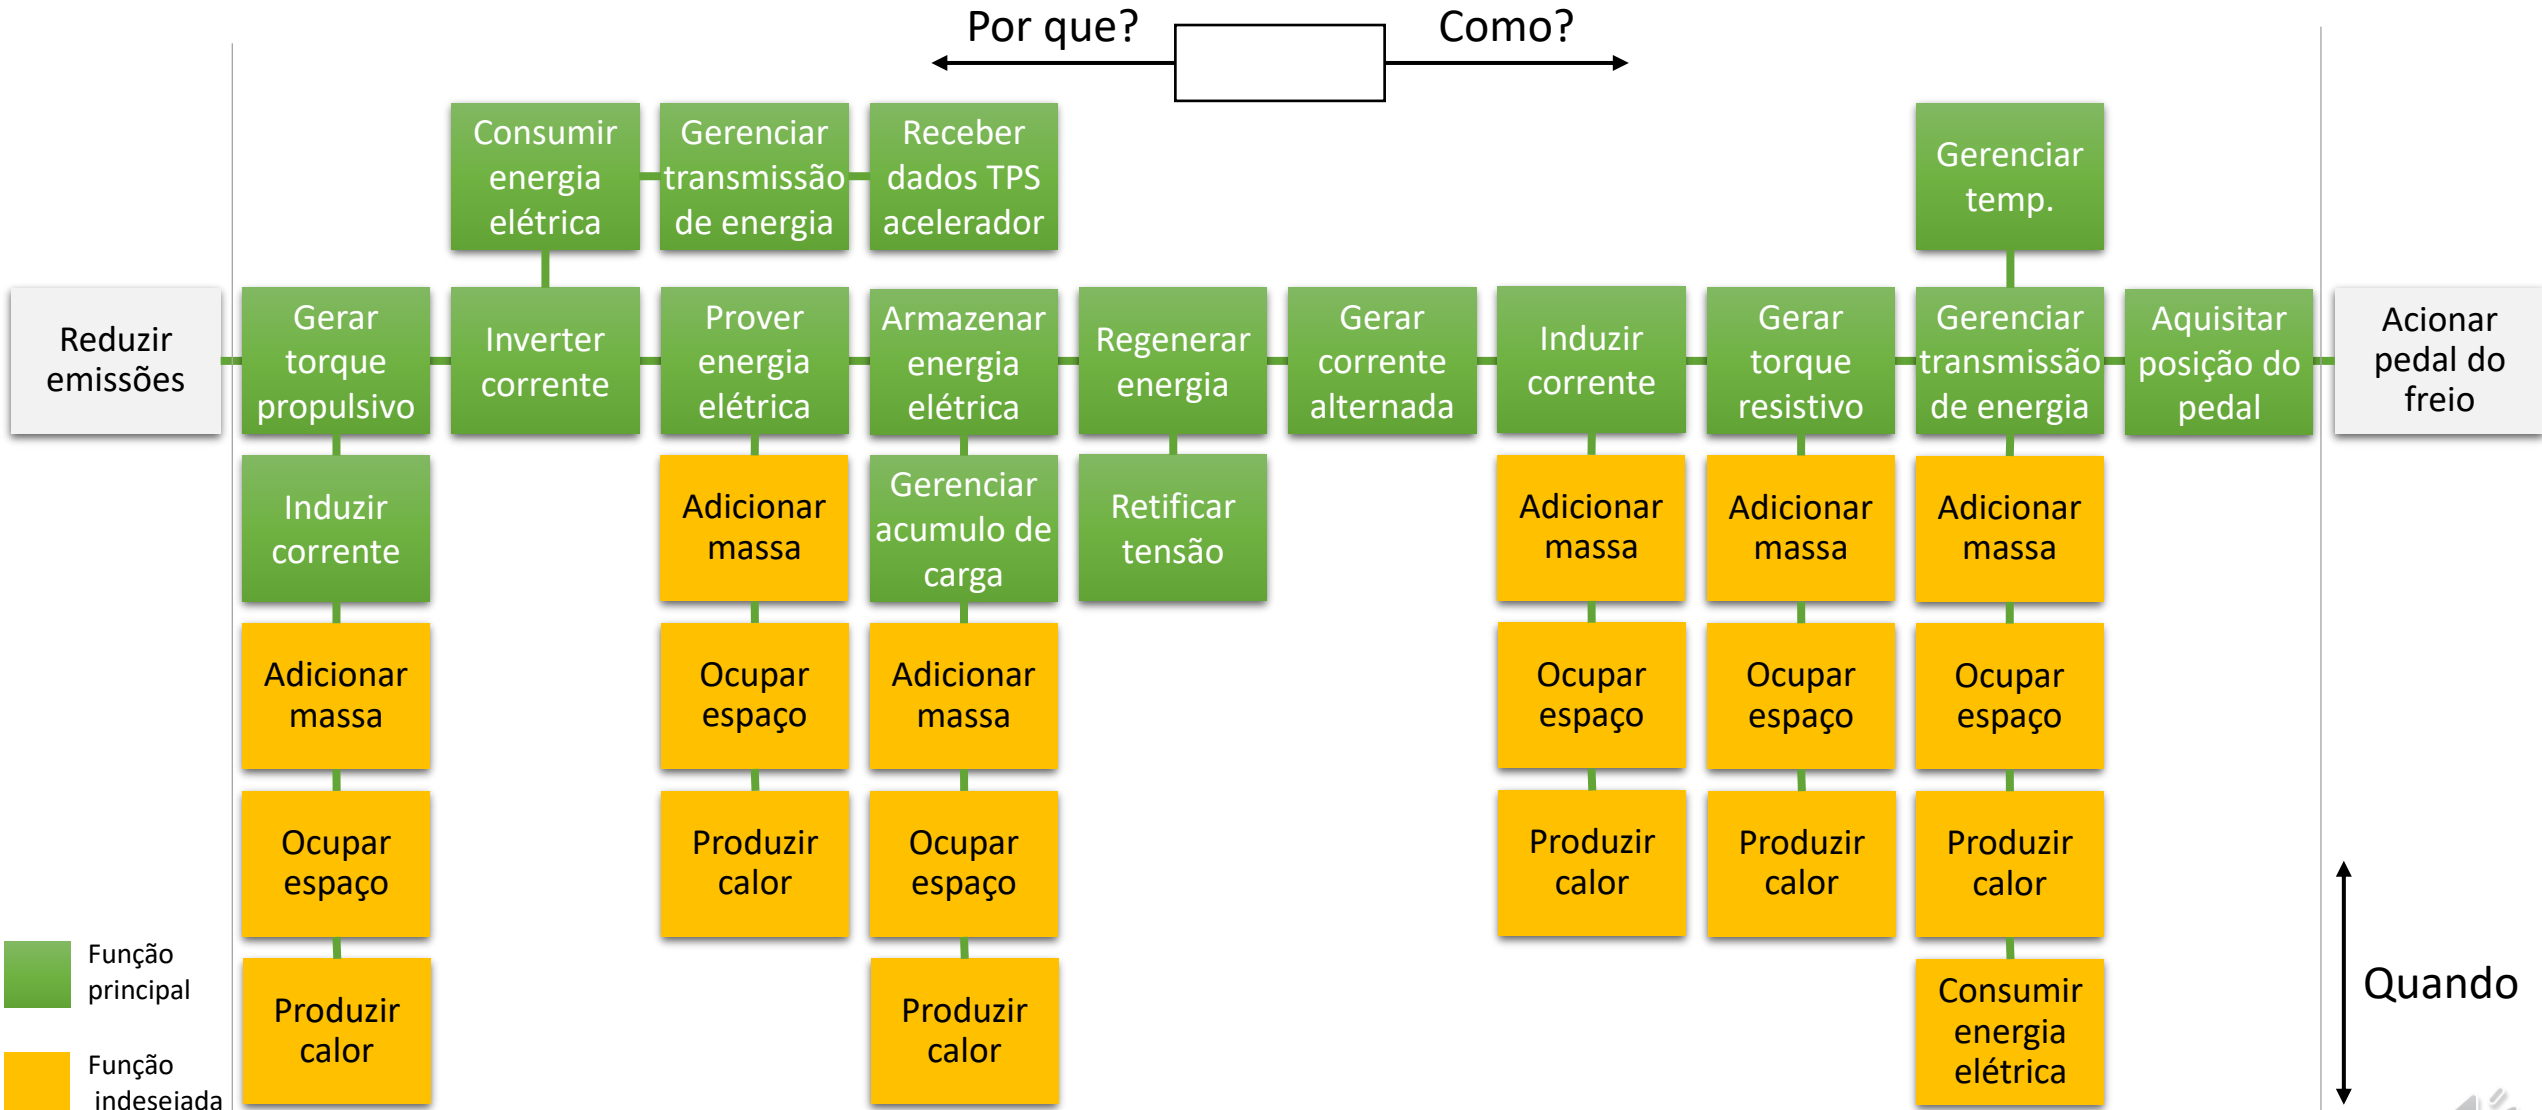 Por que?
Como?
Consumir
energia
elétrica
Gerenciar
transmissão
de energia
Receber
dados TPS
acelerador
Gerenciar
temp.
Reduzir
emissões
Gerar
torque
propulsivo
Inverter
corrente
Prover
energia
elétrica
Armazenar
energia
elétrica
Regenerar
energia
Gerar
corrente
alternada
Induzir
corrente
Gerar
torque
resistivo
Gerenciar
transmissão
de energia
Aquisitar
posição do
pedal
Acionar
pedal do
freio
Induzir
corrente
Adicionar
massa
Gerenciar
acumulo de
carga
Retificar
tensão
Adicionar
massa
Adicionar
massa
Adicionar
massa
Adicionar
massa
Ocupar
espaço
Adicionar
massa
Ocupar
espaço
Ocupar
espaço
Ocupar
espaço
Ocupar
espaço
Produzir
calor
Ocupar
espaço
Produzir
calor
Produzir
calor
Produzir
calor
Produzir
calor
Produzir
calor
Consumir
energia
elétrica
Função
principal
Função
indesejada
Quando